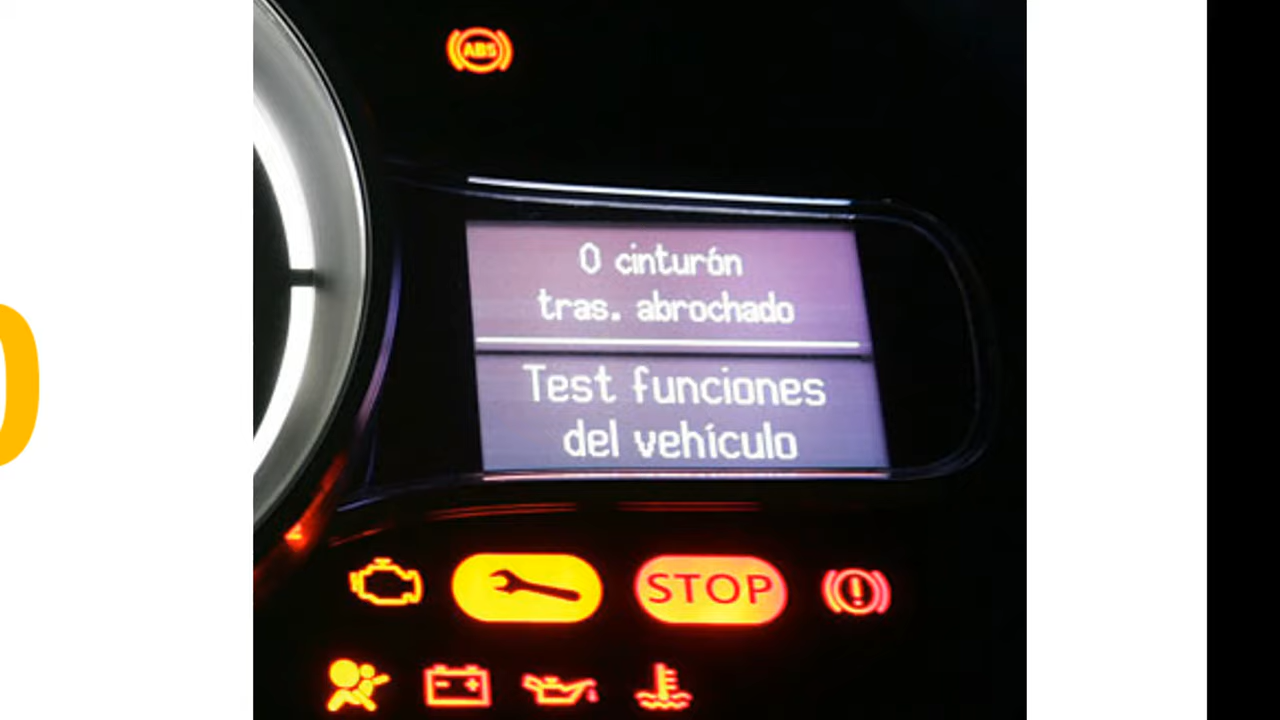 ABS
0 cinturón
tras. abrochado
Test funciones
del vehículo
STOP